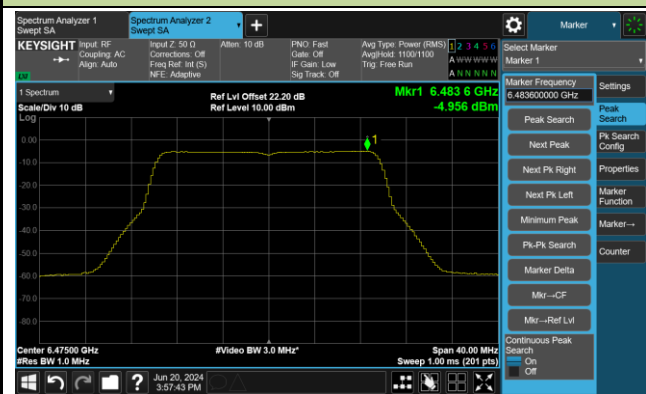 Spectrum Analyzer 1
Swept SA
Spectrum Analyzer 2
Swept SA
Marker
KEYSIGHT
Input: RF
Coupling: AC
Align: Auto
Input Z: 50 Ω
Corrections: Off
Freq Ref: Int (S)
NFE: Adaptive
Atten: 10 dB
PNO: Fast
Gate: Off
IF Gain: Low
Sig Track: Off
Avg Type: Power (RMS)
Avg|Hold: 1100/1100
Trig: Free Run
1 2 3 4 5 6
A W W W W W
A N N N N N
Select Marker
Marker 1
1 Spectrum
Scale/Div 10 dB
Log
Ref Lvl Offset 22.20 dB
Ref Level 10.00 dBm
Mkr1 6.483 6 GHz
-4.956 dBm
1
0.00
-10.0
-20.0
-30.0
-40.0
-50.0
-60.0
-70.0
-80.0
Center 6.47500 GHz
#Res BW 1.0 MHz
#Video BW 3.0 MHz*
Span 40.00 MHz
Sweep 1.00 ms (201 pts)
Marker Frequency
6.483600000 GHz
Peak Search
Next Peak
Next Pk Right
Next Pk Left
Minimum Peak
Pk-Pk Search
Marker Delta
Mkr→CF
Mkr→Ref Lvl
Continuous Peak
Search
On
Off
Settings
Peak
Search
Pk Search
Config
Properties
Marker
Function
Marker→
Counter
Jun 20, 2024
3:57:43 PM